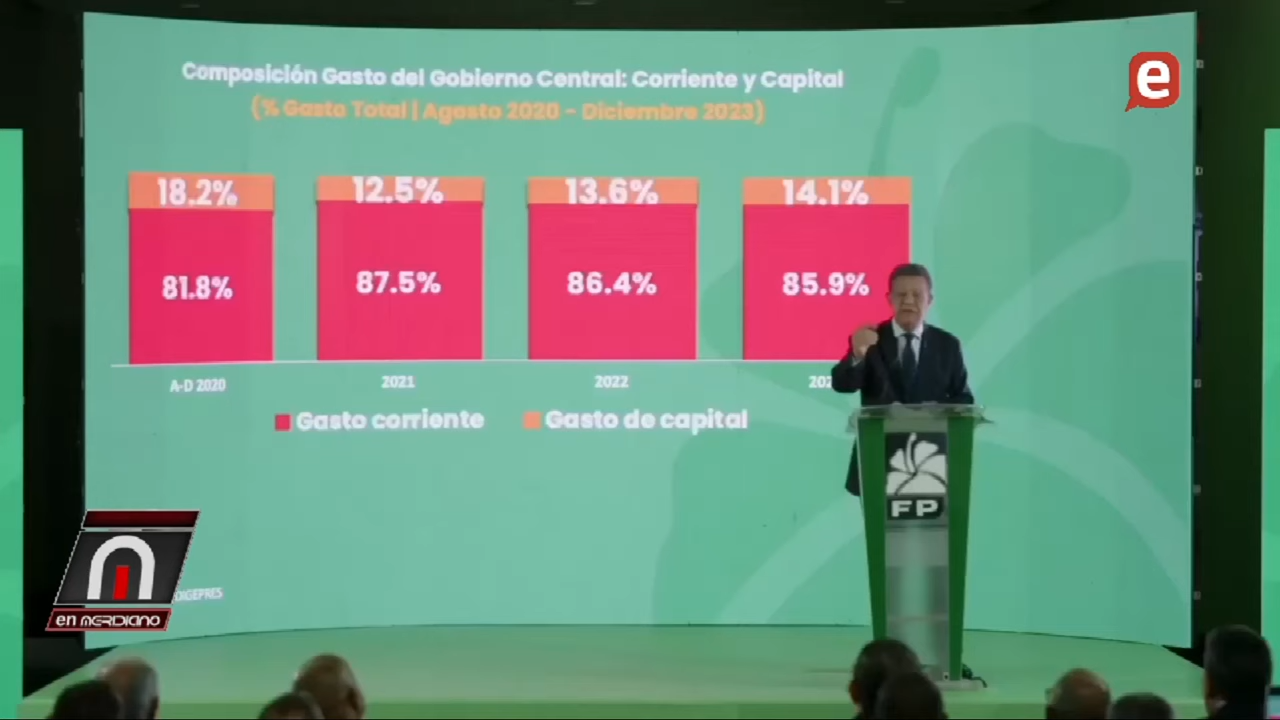 e
Composición Gasto del Gobierno Central: Corriente y Capital
(% Gasto Total | Agosto 2020 - Diciembre 2023)
18.2% 12.5% 13.6% 14.1%
81.8% 87.5% 86.4% 85.9%
A-D 2020 2021 2022
Gasto corriente Gasto de capital
FP
DIGEPRES
en MERDIANO